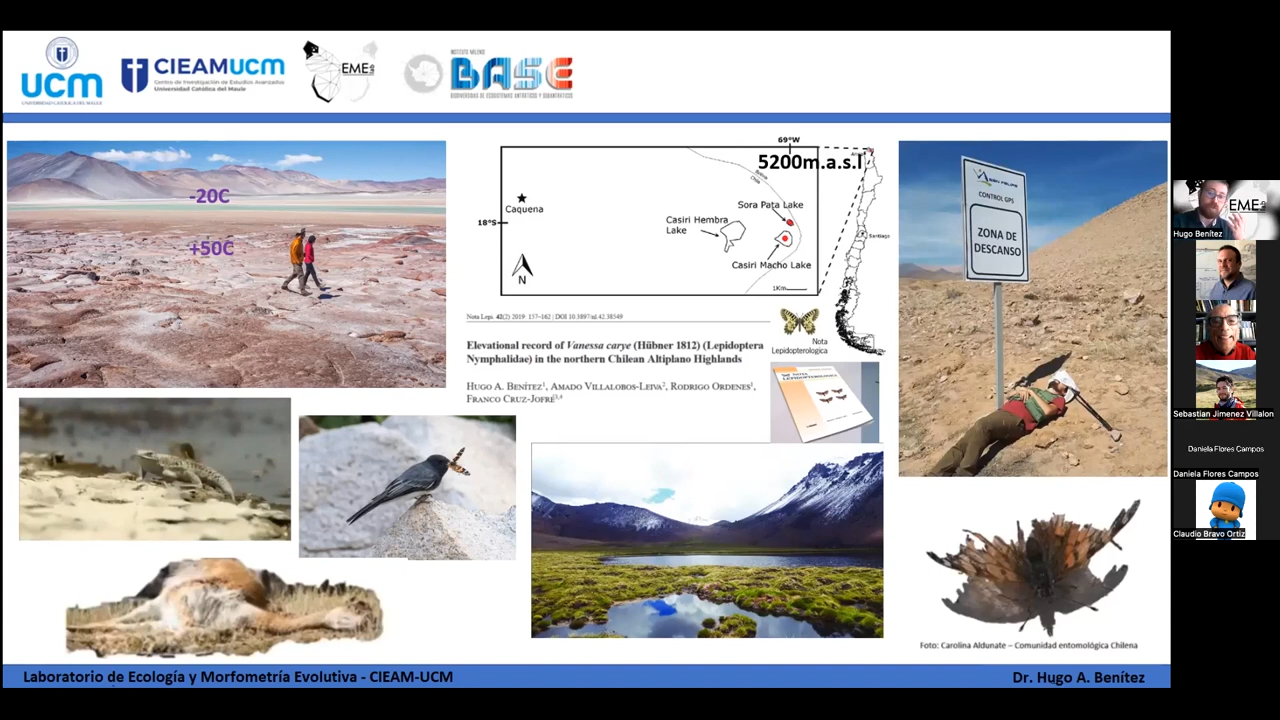 UCM
UNIVERSIDAD CATÓLICA DEL MAULE
CIEAMUCM
Centro de Investigación de Estudios Avanzados
Universidad Católica del Maule
EME
lab
INSTITUTO MILENIO
BASE
BIODIVERSIDAD DE ECOSISTEMAS ANTÁRTICOS Y SUBANTÁRTICOS
-20C
+50C
69°W
5200m.a.s.l
Caquena
18°S
Sora Pata Lake
Casiri Hembra
Lake
Casiri Macho Lake
N
1Km
Santiago
Nota Lepi. 42(2) 2019: 157–162 | DOI 10.3897/nl.42.38549
Nota
Lepidopterologica
Elevational record of Vanessa carye (Hübner 1812) (Lepidoptera
Nymphalidae) in the northern Chilean Altiplano Highlands
Hugo A. Benítez¹, Amado Villalobos-Leiva², Rodrigo Ordenes¹,
Franco Cruz-Jofré³,⁴
SAN FELIPE
CONTROL GPS
ZONA DE
DESCANSO
Foto: Carolina Aldunate – Comunidad entomológica Chilena
Laboratorio de Ecología y Morfometría Evolutiva - CIEAM-UCM
Dr. Hugo A. Benítez
EME
Hugo Benítez
Sebastian Jimenez Villalon
Daniela Flores Campos
Daniela Flores Campos
Claudio Bravo Ortiz